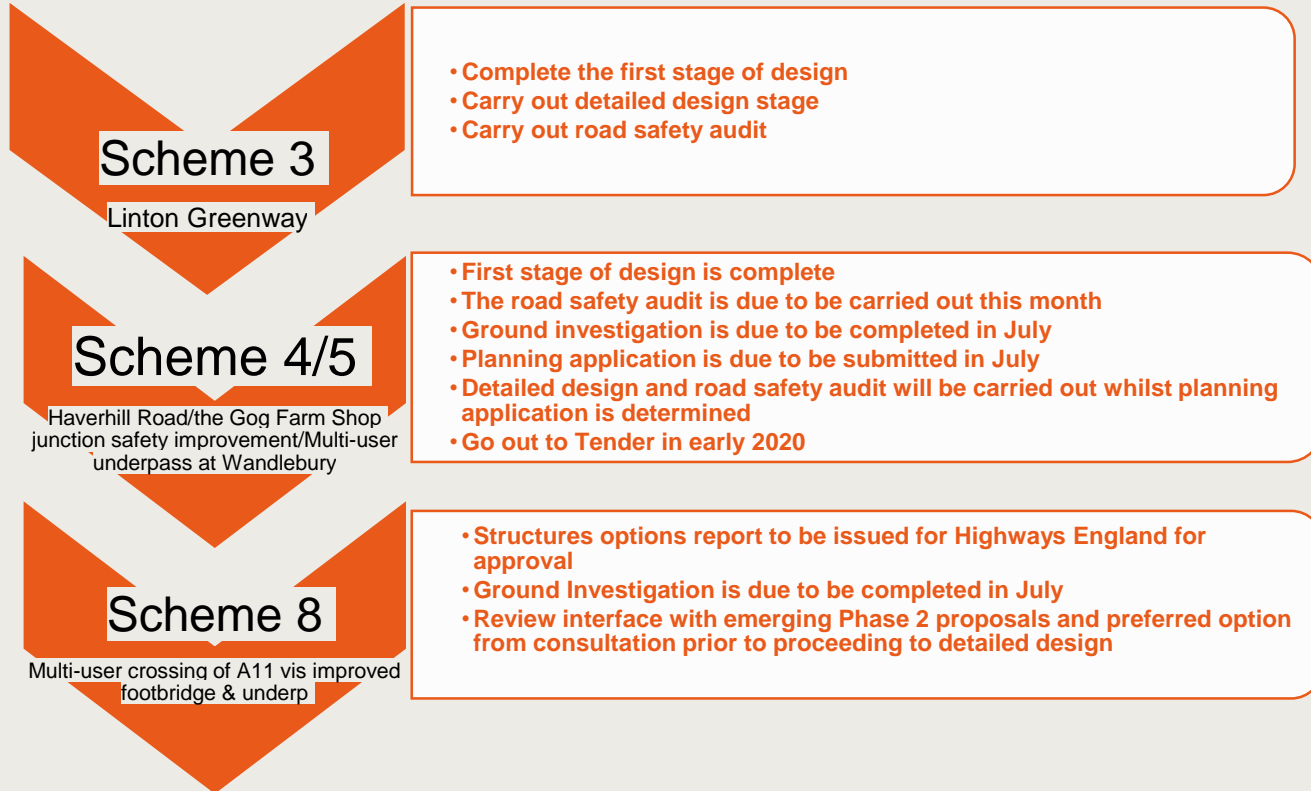 Scheme 3
Linton Greenway
• Complete the first stage of design
• Carry out detailed design stage
• Carry out road safety audit
Scheme 4/5
Haverhill Road/the Gog Farm Shop
junction safety improvement/Multi-user
underpass at Wandlebury
• First stage of design is complete
• The road safety audit is due to be carried out this month
• Ground investigation is due to be completed in July
• Planning application is due to be submitted in July
• Detailed design and road safety audit will be carried out whilst planning
application is determined
• Go out to Tender in early 2020
Scheme 8
Multi-user crossing of A11 vis improved
footbridge & underp
• Structures options report to be issued for Highways England for
approval
• Ground Investigation is due to be completed in July
• Review interface with emerging Phase 2 proposals and preferred option
from consultation prior to proceeding to detailed design